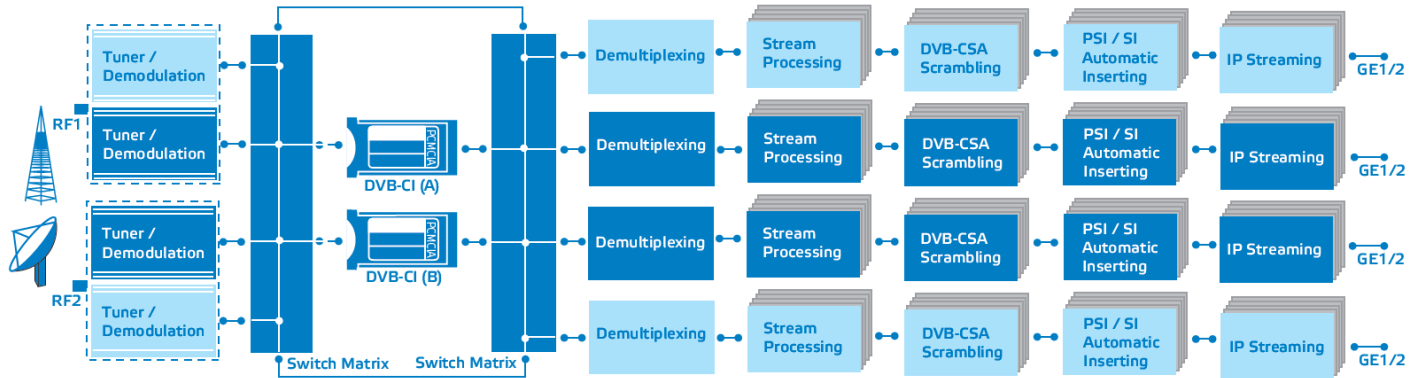 Tuner /
Demodulation
Demultiplexing
Stream
Processing
DVB-CSA
Scrambling
PSI / SI
Automatic
Inserting
IP Streaming
GE1/2
RF1
Tuner /
Demodulation
PCMCIA
DVB-CI (A)
Demultiplexing
Stream
Processing
DVB-CSA
Scrambling
PSI / SI
Automatic
Inserting
IP Streaming
GE1/2
Tuner /
Demodulation
PCMCIA
DVB-CI (B)
Demultiplexing
Stream
Processing
DVB-CSA
Scrambling
PSI / SI
Automatic
Inserting
IP Streaming
GE1/2
RF2
Tuner /
Demodulation
Demultiplexing
Stream
Processing
DVB-CSA
Scrambling
PSI / SI
Automatic
Inserting
IP Streaming
GE1/2
Switch Matrix
Switch Matrix